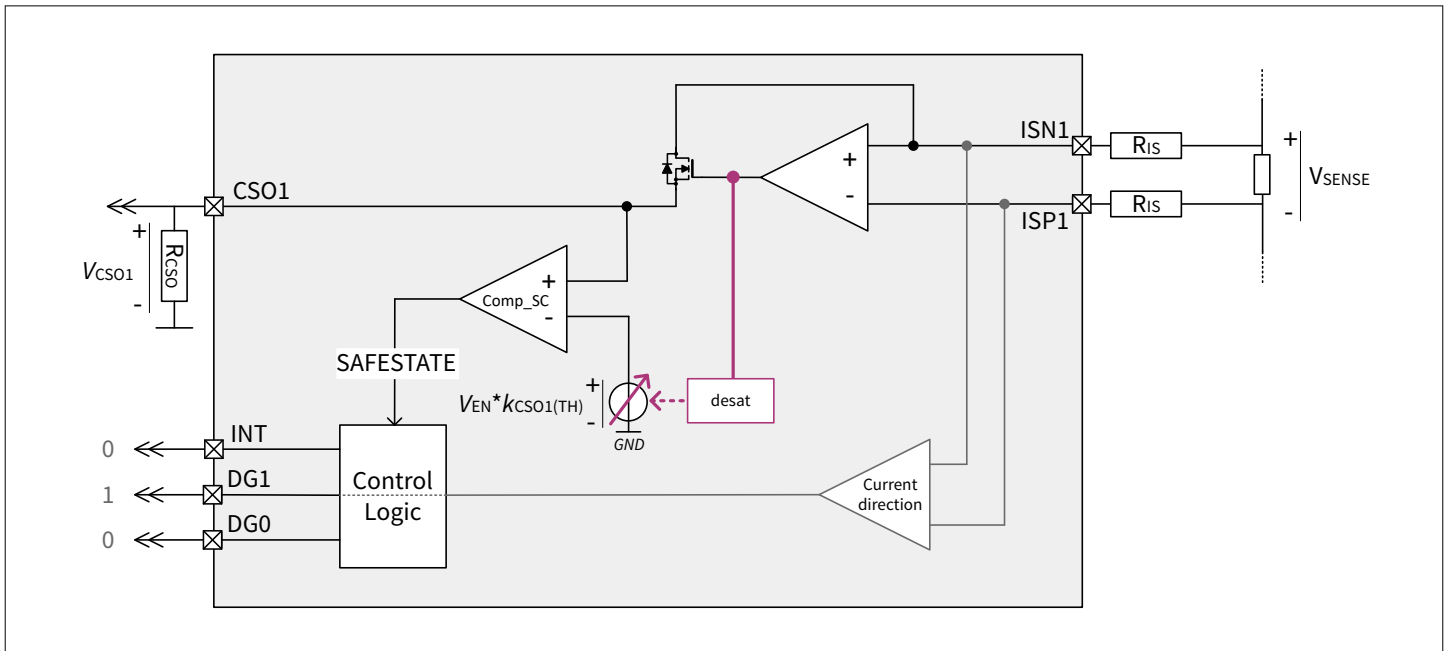 ISN1
RIS
+
VSENSE
-
+
-
ISP1
RIS
CSO1
+
VCSO1
-
RCSO
+
Comp_SC
-
SAFESTATE
+
VEN*kCSO1(TH)
-
GND
desat
INT
0
DG1
1
DG0
0
Control
Logic
Current
direction